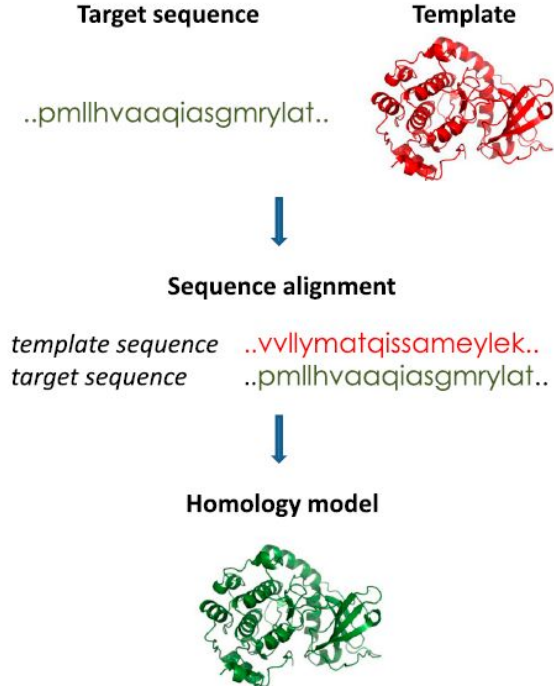 Target sequence
Template
..pmllhvaaqiasgmrylat..
Sequence alignment
template sequence ..vvllymatqissameylek..
target sequence ..pmllhvaaqiasgmrylat..
Homology model